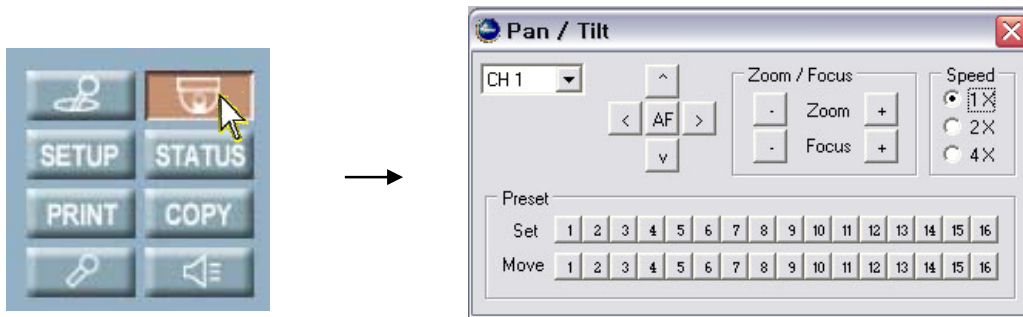 SETUP STATUS
PRINT COPY
Pan / Tilt
CH 1
^
< AF >
v
Zoom / Focus
- Zoom +
- Focus +
Speed
1X
2X
4X
Preset
Set 1 2 3 4 5 6 7 8 9 10 11 12 13 14 15 16
Move 1 2 3 4 5 6 7 8 9 10 11 12 13 14 15 16